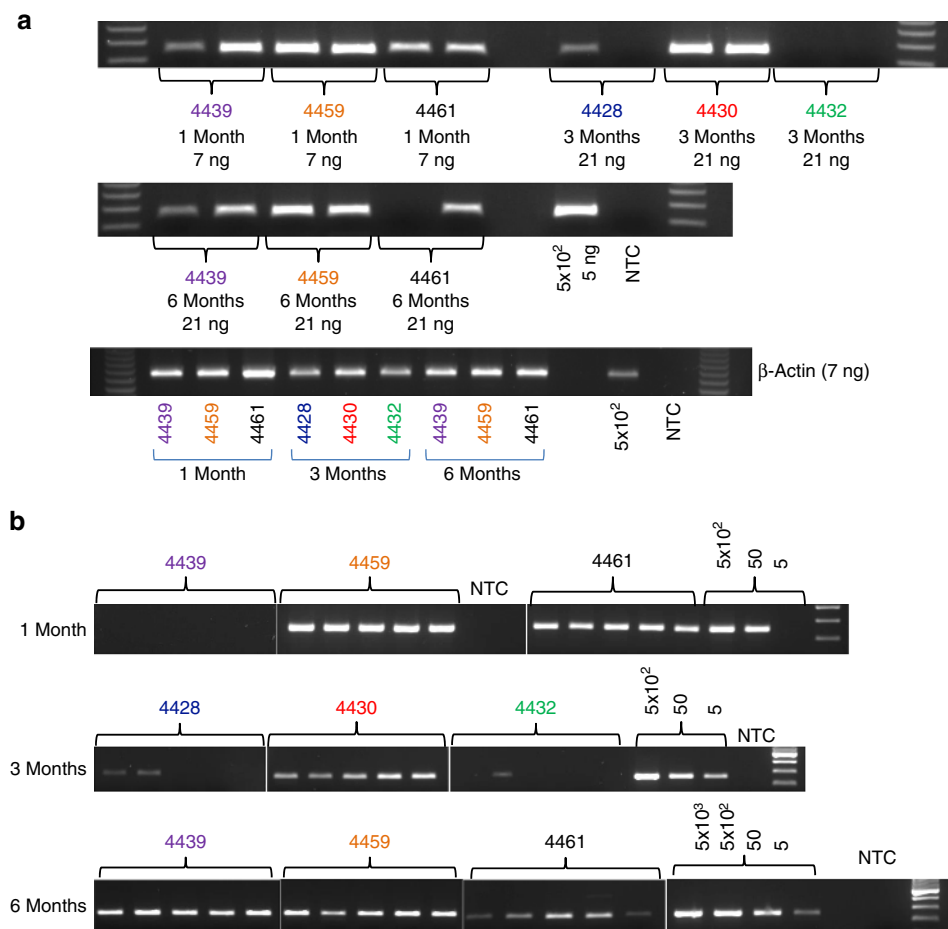 a
4439 4459 4461 4428 4430 4432
1 Month 1 Month 1 Month 3 Months 3 Months 3 Months
7 ng 7 ng 7 ng 21 ng 21 ng 21 ng
4439 4459 4461 5x10² 5 ng NTC
6 Months 6 Months 6 Months
21 ng 21 ng 21 ng
β-Actin (7 ng)
4439 4459 4461 4428 4430 4432 4439 4459 4461 5x10² NTC
1 Month 3 Months 6 Months
b
4439 4459 NTC 4461 5x10² 50 5
1 Month
4428 4430 4432 5x10² 50 5 NTC
3 Months
4439 4459 4461 5x10³ 5x10² 50 5 NTC
6 Months